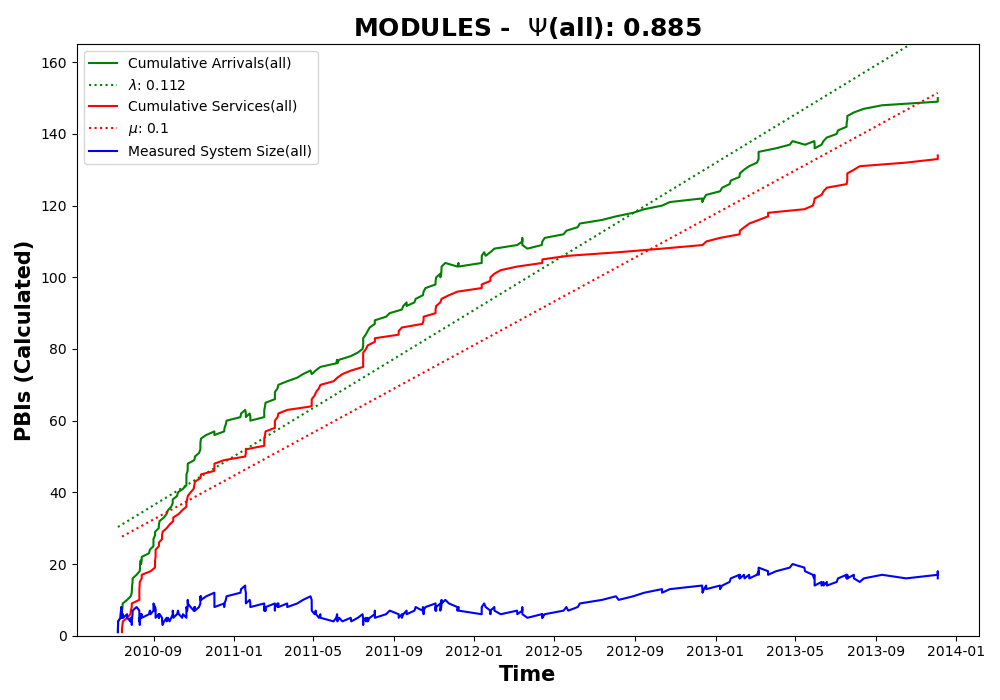 MODULES - Ψ(all): 0.885
Cumulative Arrivals(all)
λ: 0.112
Cumulative Services(all)
μ: 0.1
Measured System Size(all)
PBIs (Calculated)
160
140
120
100
80
60
40
20
0
2010-09 2011-01 2011-05 2011-09 2012-01 2012-05 2012-09 2013-01 2013-05 2013-09 2014-01
Time